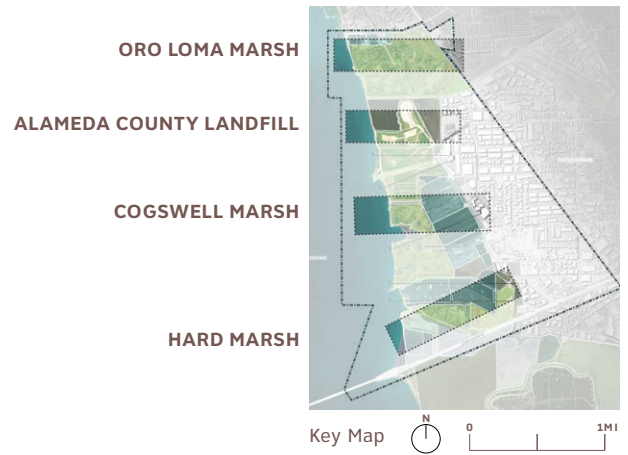 ORO LOMA MARSH
ALAMEDA COUNTY LANDFILL
COGSWELL MARSH
HARD MARSH
Key Map
N
0 1MI